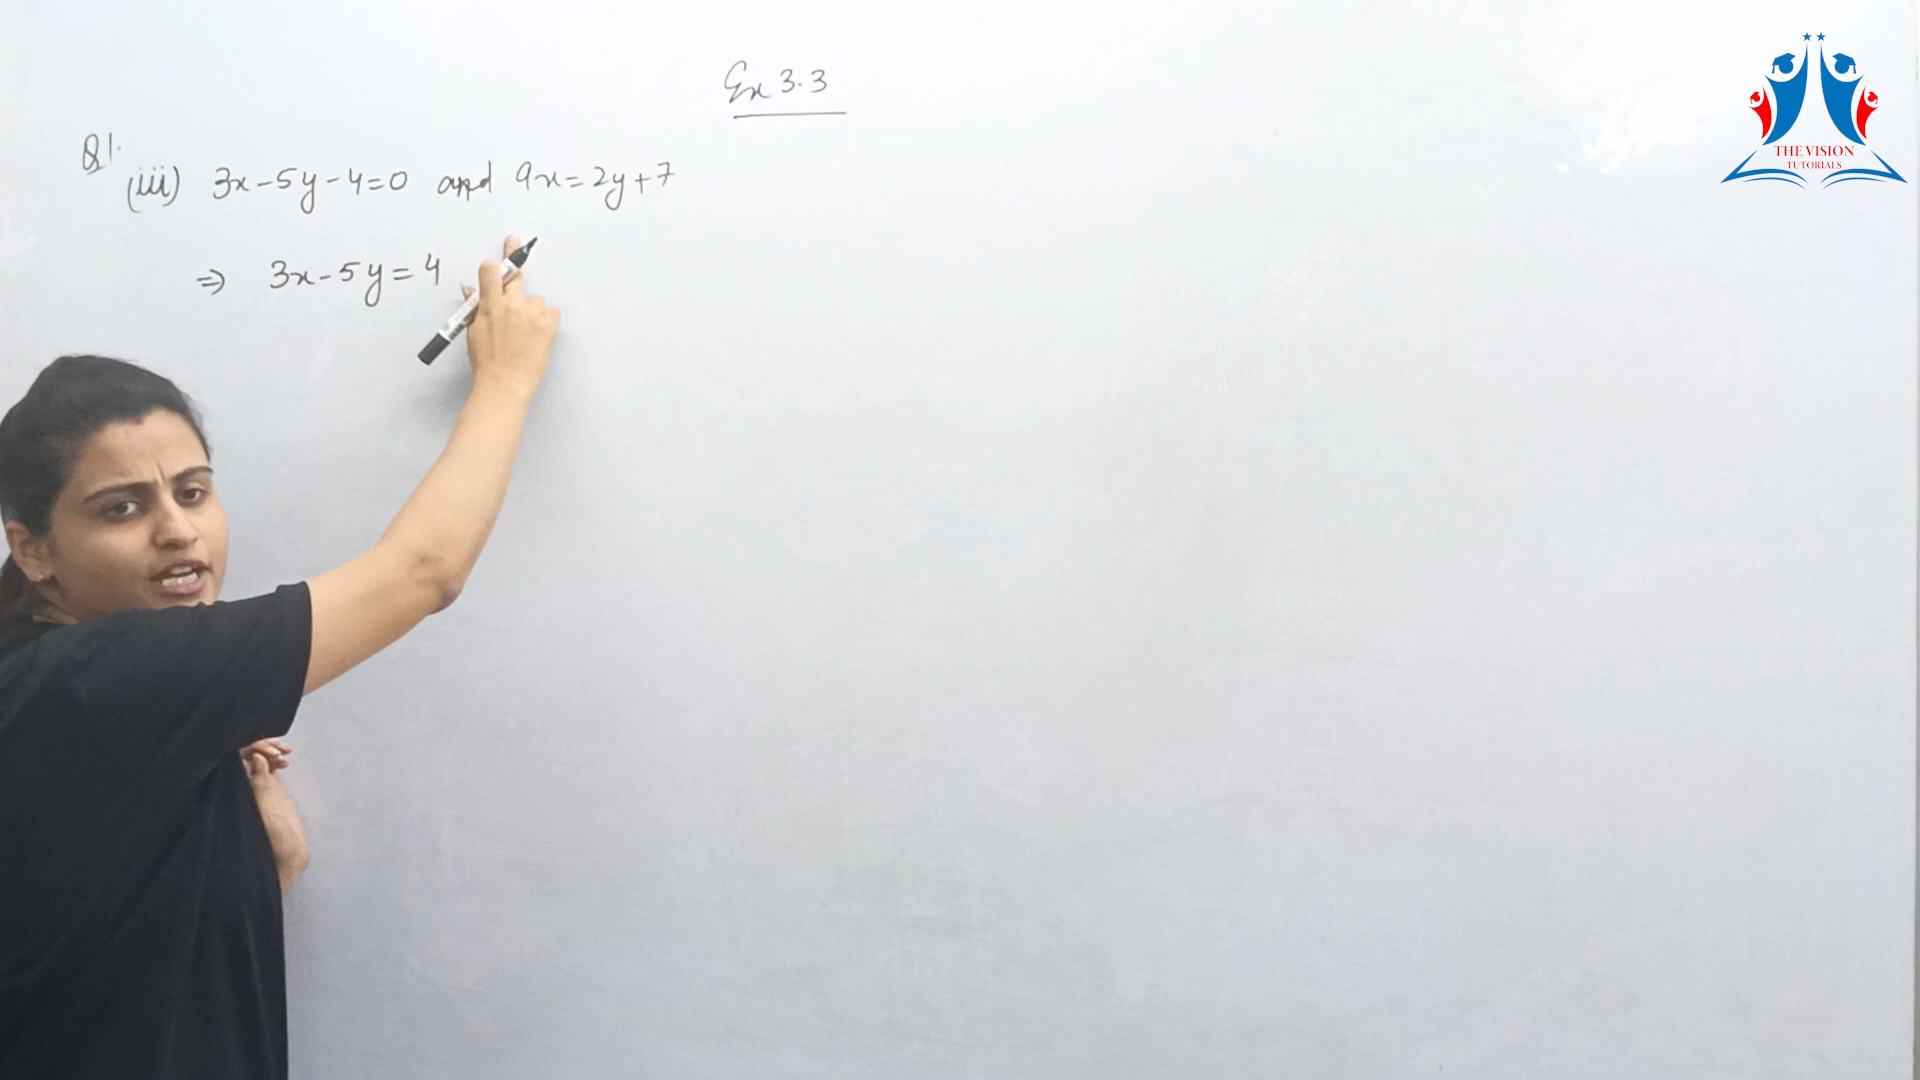 Ex 3.3
Q1.
(iii) 3x-5y-4=0 and 9x=2y+7
⇒ 3x-5y=4
THE VISION
TUTORIALS